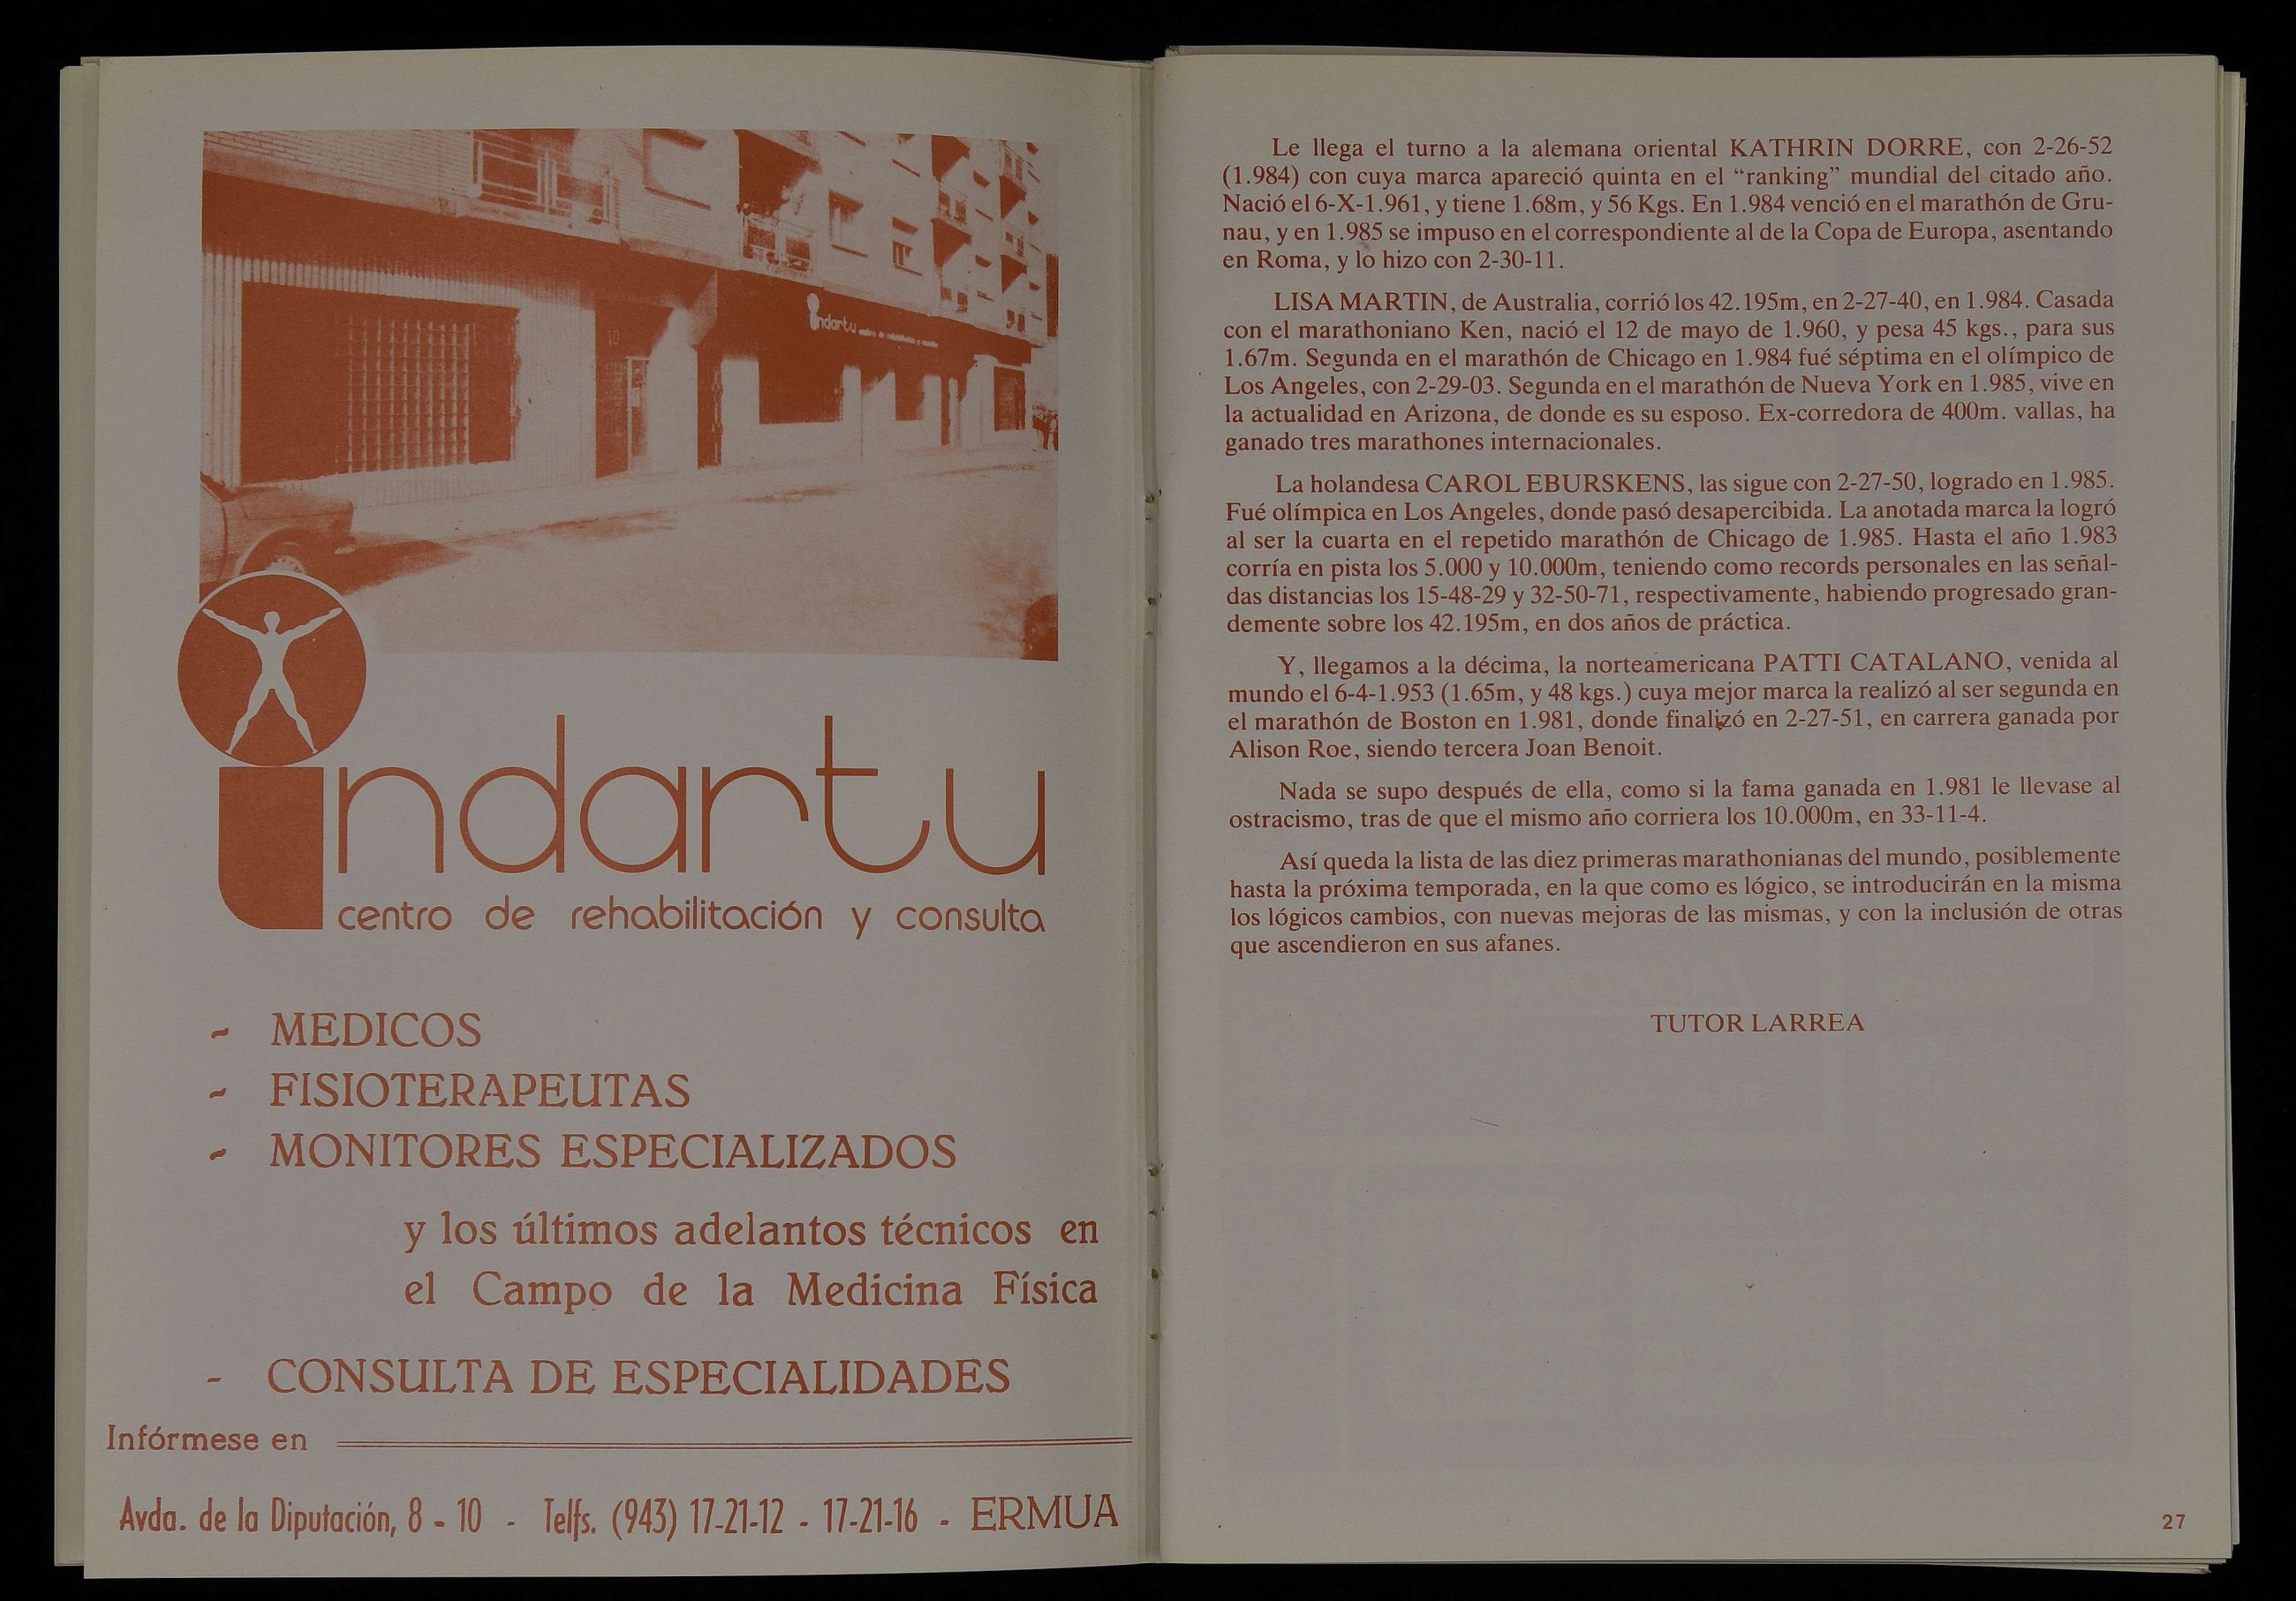 10
indartu centro de rehabilitación y consulta
indartu
centro de rehabilitación y consulta
- MEDICOS
- FISIOTERAPEUTAS
- MONITORES ESPECIALIZADOS
y los últimos adelantos técnicos en
el Campo de la Medicina Física
- CONSULTA DE ESPECIALIDADES
Infórmese en
Avda. de la Diputación, 8 - 10 - Telfs. (943) 17-21-12 - 17-21-16 - ERMUA
Le llega el turno a la alemana oriental KATHRIN DORRE, con 2-26-52
(1.984) con cuya marca apareció quinta en el “ranking” mundial del citado año.
Nació el 6-X-1.961, y tiene 1.68m, y 56 Kgs. En 1.984 venció en el marathón de Gru-
nau, y en 1.985 se impuso en el correspondiente al de la Copa de Europa, asentando
en Roma, y lo hizo con 2-30-11.
LISA MARTIN, de Australia, corrió los 42.195m, en 2-27-40, en 1.984. Casada
con el marathoniano Ken, nació el 12 de mayo de 1.960, y pesa 45 kgs., para sus
1.67m. Segunda en el marathón de Chicago en 1.984 fué séptima en el olímpico de
Los Angeles, con 2-29-03. Segunda en el marathón de Nueva York en 1.985, vive en
la actualidad en Arizona, de donde es su esposo. Ex-corredora de 400m. vallas, ha
ganado tres marathones internacionales.
La holandesa CAROL EBURSKENS, las sigue con 2-27-50, logrado en 1.985.
Fué olímpica en Los Angeles, donde pasó desapercibida. La anotada marca la logró
al ser la cuarta en el repetido marathón de Chicago de 1.985. Hasta el año 1.983
corría en pista los 5.000 y 10.000m, teniendo como records personales en las señal-
das distancias los 15-48-29 y 32-50-71, respectivamente, habiendo progresado gran-
demente sobre los 42.195m, en dos años de práctica.
Y, llegamos a la décima, la norteamericana PATTI CATALANO, venida al
mundo el 6-4-1.953 (1.65m, y 48 kgs.) cuya mejor marca la realizó al ser segunda en
el marathón de Boston en 1.981, donde finalizó en 2-27-51, en carrera ganada por
Alison Roe, siendo tercera Joan Benoit.
Nada se supo después de ella, como si la fama ganada en 1.981 le llevase al
ostracismo, tras de que el mismo año corriera los 10.000m, en 33-11-4.
Así queda la lista de las diez primeras marathonianas del mundo, posiblemente
hasta la próxima temporada, en la que como es lógico, se introducirán en la misma
los lógicos cambios, con nuevas mejoras de las mismas, y con la inclusión de otras
que ascendieron en sus afanes.
TUTOR LARREA
27